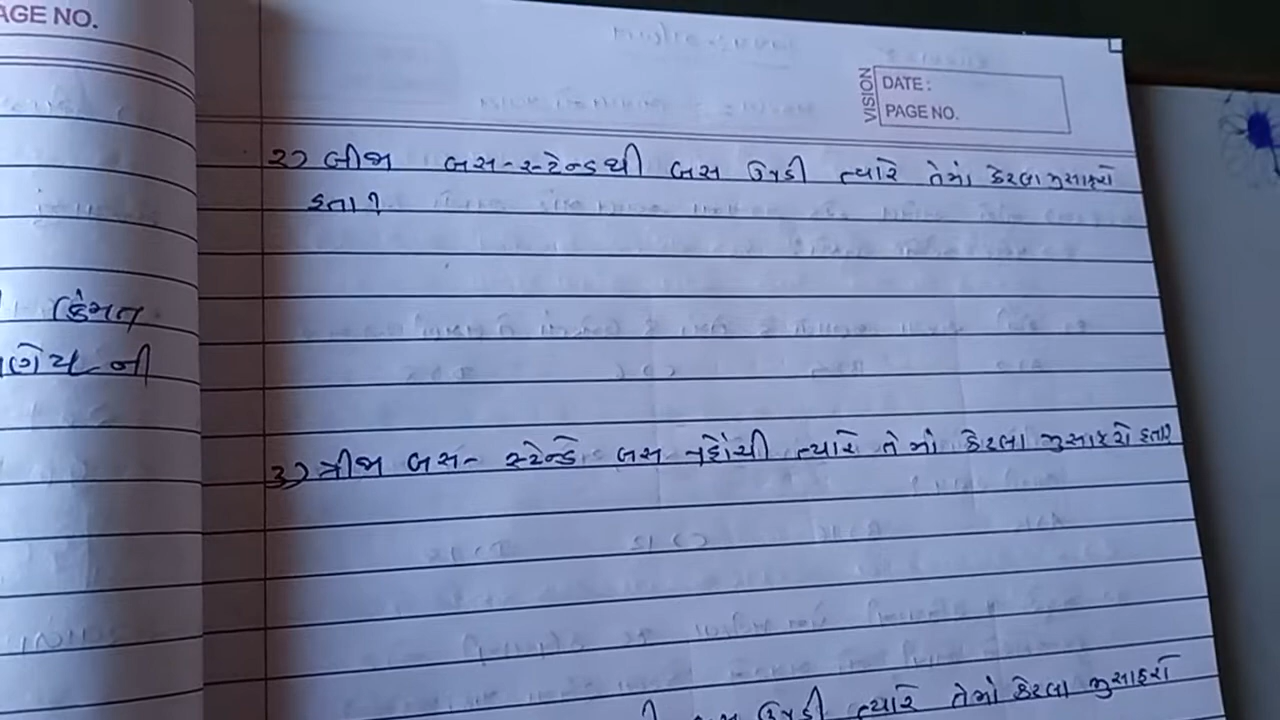 AGE NO.
VISION
DATE :
PAGE NO.
કિંમત
ની
૨) બીજા બસ-સ્ટેન્ડથી બસ ઉપડી ત્યારે તેમાં કેટલા મુસાફરો
હતા?
૩) ત્રીજા બસ- સ્ટેન્ડે બસ પહોંચી ત્યારે તેમાં કેટલા મુસાફરો હતા?
બસ ઉપડી ત્યારે તેમાં કેટલા મુસાફરો